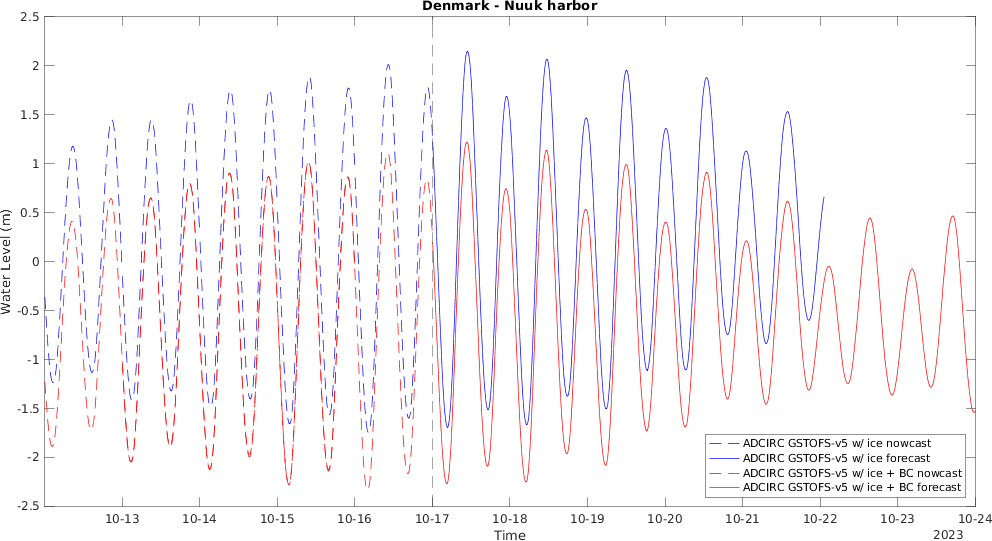 Denmark - Nuuk harbor
2.5
2
1.5
1
0.5
0
-0.5
-1
-1.5
-2
-2.5
Water Level (m)
ADCIRC GSTOFS-v5 w/ ice nowcast
ADCIRC GSTOFS-v5 w/ ice forecast
ADCIRC GSTOFS-v5 w/ ice + BC nowcast
ADCIRC GSTOFS-v5 w/ ice + BC forecast
10-13 10-14 10-15 10-16 10-17 10-18 10-19 10-20 10-21 10-22 10-23 10-24
Time
2023